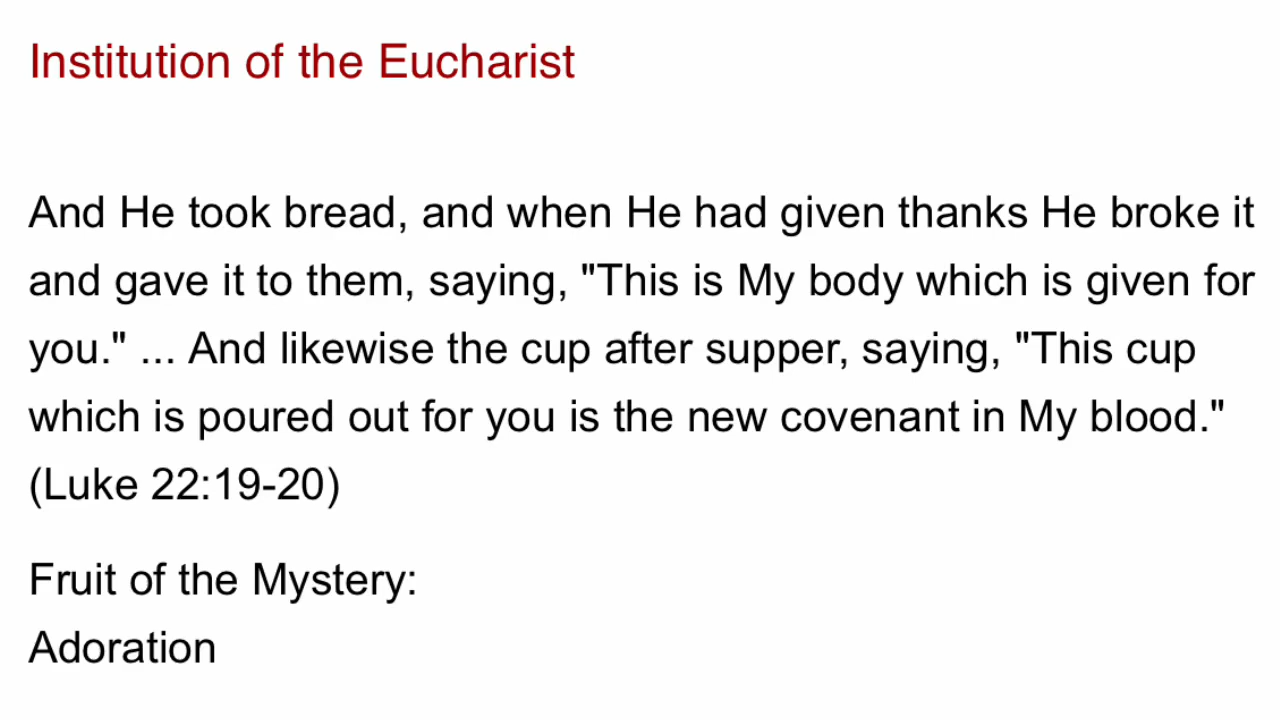 Institution of the Eucharist
And He took bread, and when He had given thanks He broke it
and gave it to them, saying, "This is My body which is given for
you." ... And likewise the cup after supper, saying, "This cup
which is poured out for you is the new covenant in My blood."
(Luke 22:19-20)
Fruit of the Mystery:
Adoration